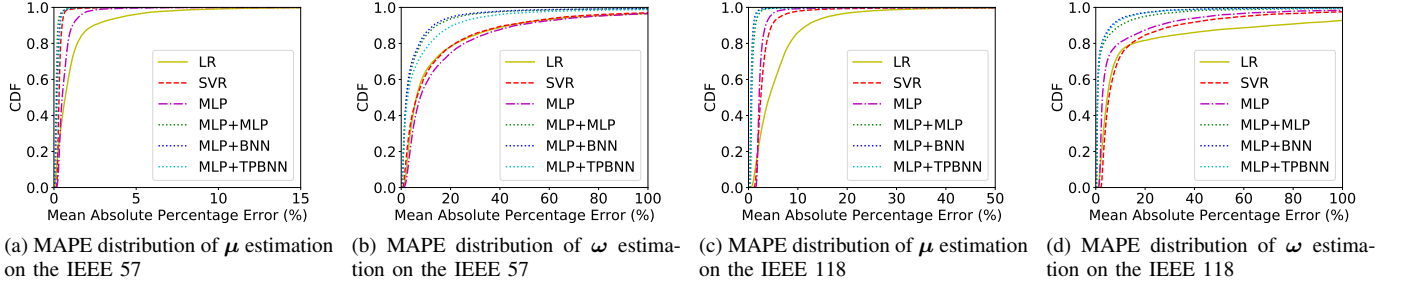 1.0
0.8
0.6
0.4
0.2
0.0
CDF
LR
SVR
MLP
MLP+MLP
MLP+BNN
MLP+TPBNN
0 5 10 15
Mean Absolute Percentage Error (%)
(a) MAPE distribution of μ estimation
on the IEEE 57
1.0
0.8
0.6
0.4
0.2
0.0
CDF
LR
SVR
MLP
MLP+MLP
MLP+BNN
MLP+TPBNN
0 20 40 60 80 100
Mean Absolute Percentage Error (%)
(b) MAPE distribution of ω estima-
tion on the IEEE 57
1.0
0.8
0.6
0.4
0.2
0.0
CDF
LR
SVR
MLP
MLP+MLP
MLP+BNN
MLP+TPBNN
0 10 20 30 40 50
Mean Absolute Percentage Error (%)
(c) MAPE distribution of μ estimation
on the IEEE 118
1.0
0.8
0.6
0.4
0.2
0.0
CDF
LR
SVR
MLP
MLP+MLP
MLP+BNN
MLP+TPBNN
0 20 40 60 80 100
Mean Absolute Percentage Error (%)
(d) MAPE distribution of ω estima-
tion on the IEEE 118